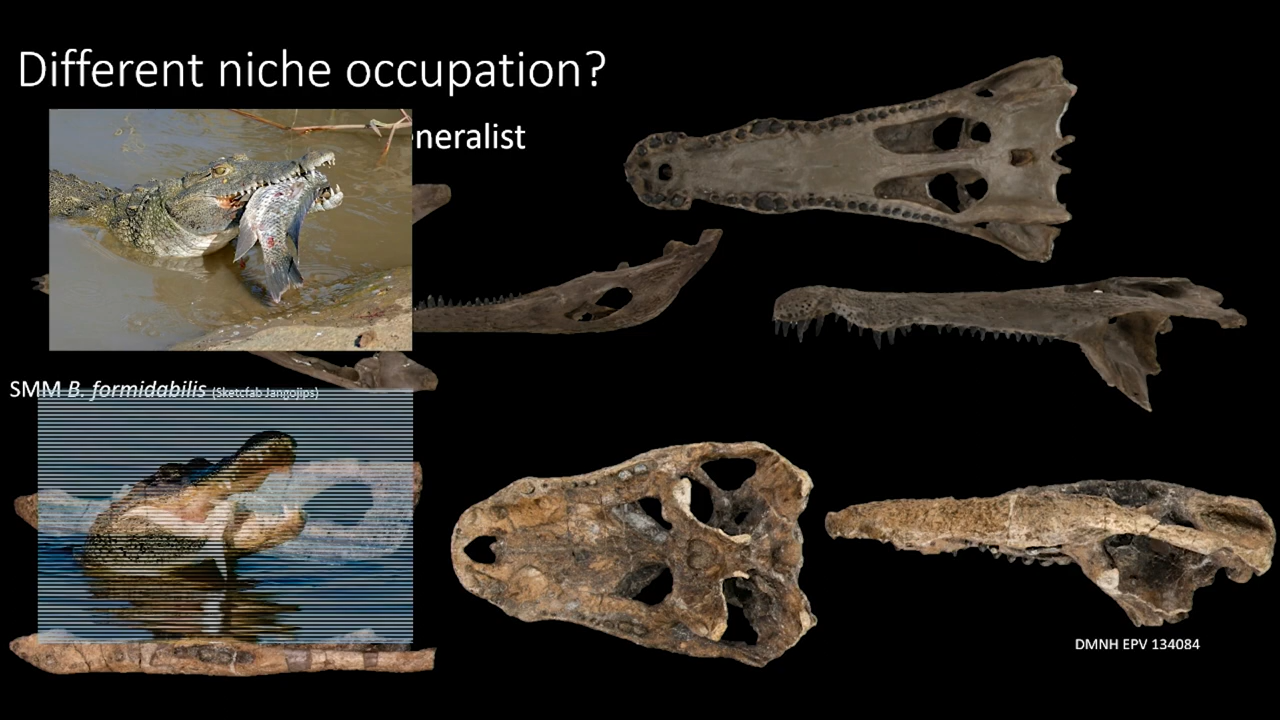 Different niche occupation?
neralist
SMM B. formidabilis (Sketcfab Jangojips)
DMNH EPV 134084